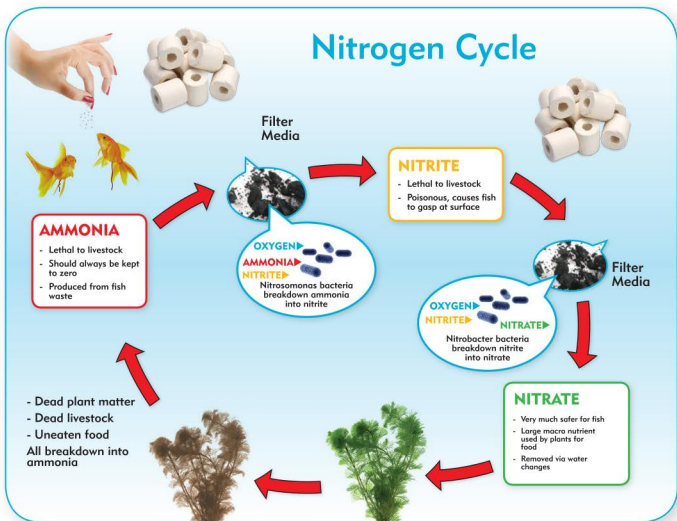 Nitrogen Cycle
Filter
Media
NITRITE
- Lethal to livestock
- Poisonous, causes fish
to gasp at surface
AMMONIA
- Lethal to livestock
- Should always be kept
to zero
- Produced from fish
waste
OXYGEN
AMMONIA
NITRITE
Nitrosomonas bacteria
breakdown ammonia
into nitrite
Filter
Media
OXYGEN
NITRITE
NITRATE
Nitrobacter bacteria
breakdown nitrite
into nitrate
NITRATE
- Very much safer for fish
- Large macro nutrient
used by plants for
food
- Removed via water
changes
- Dead plant matter
- Dead livestock
- Uneaten food
All breakdown into
ammonia